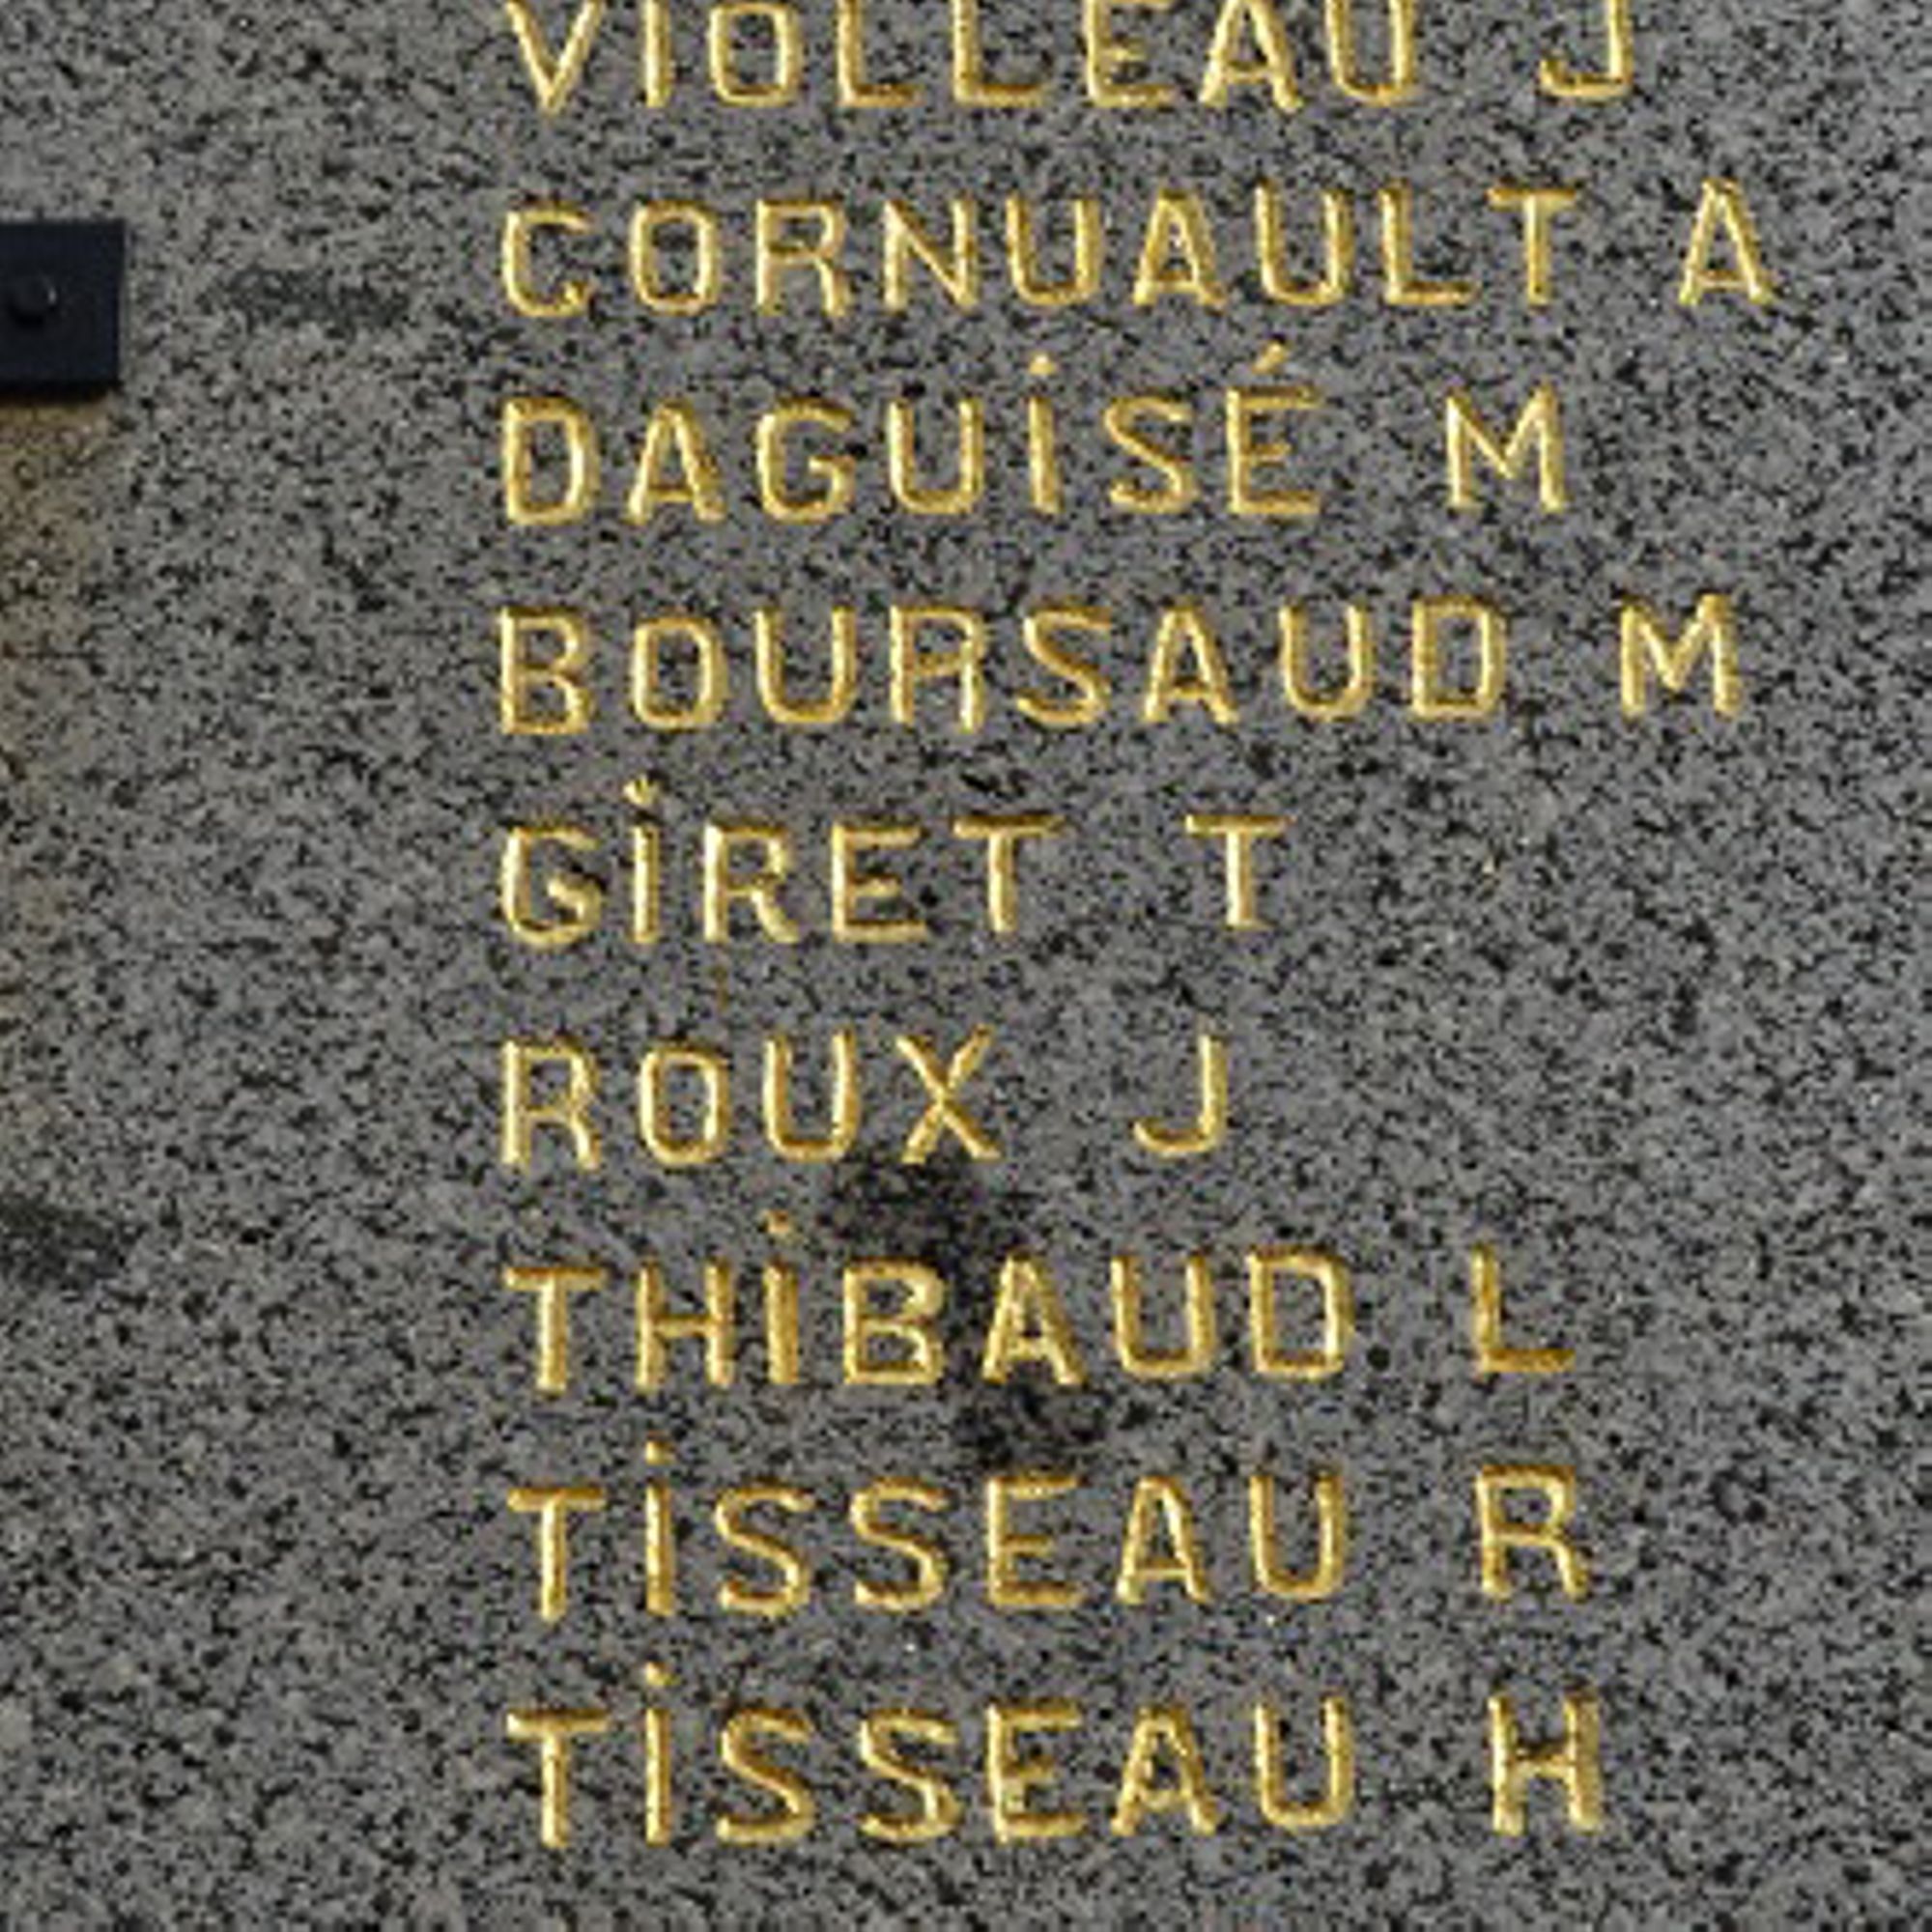 VIOLLEAU J
CORNUAULT A
DAGUiSÉ M
BOURSAUD M
GiRET T
ROUX J
THiBAUD L
TiSSEAU R
TiSSEAU H